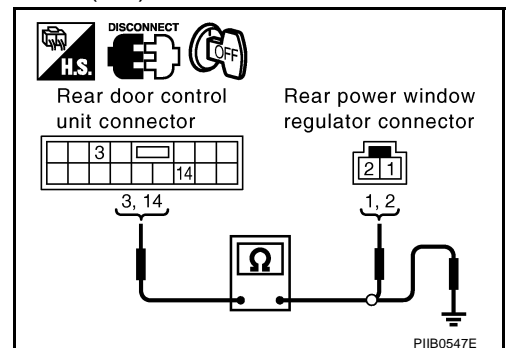 DISCONNECT
H.S.
OFF
Rear door control
unit connector
Rear power window
regulator connector
3
14
2 1
3, 14
1, 2
Ω
PIIB0547E